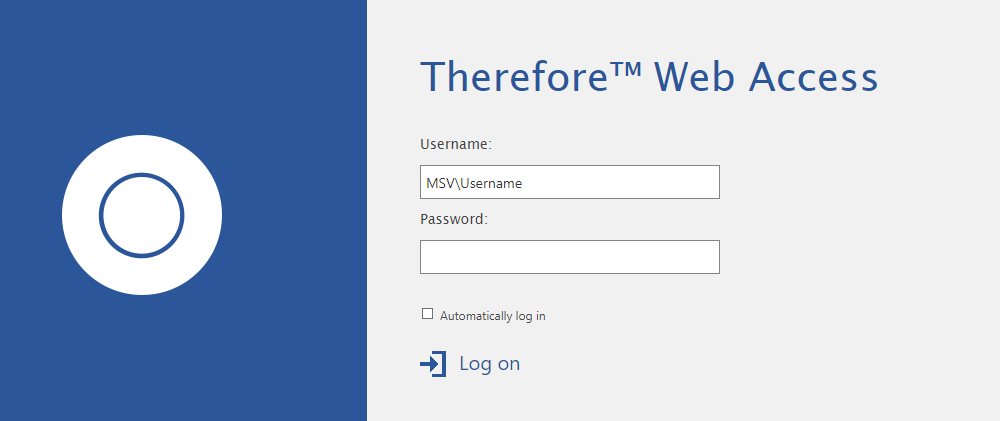 Therefore™ Web Access
Username:
MSV\Username
Password:
Automatically log in
Log on